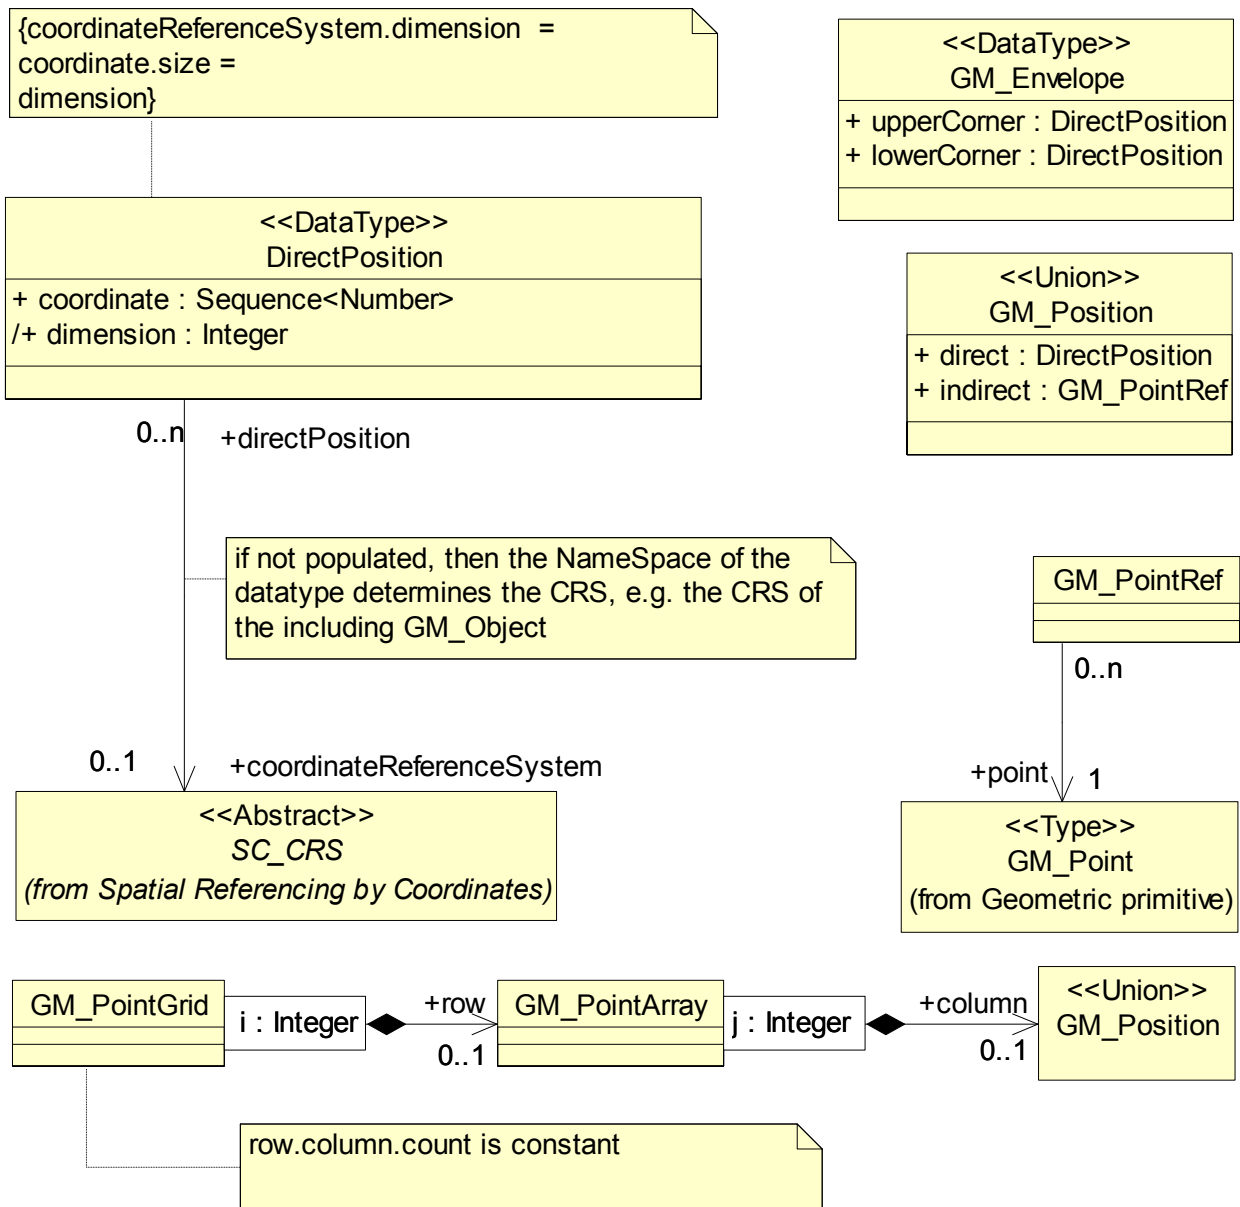 {coordinateReferenceSystem.dimension =
coordinate.size =
dimension}
<<DataType>>
GM_Envelope
+ upperCorner : DirectPosition
+ lowerCorner : DirectPosition
<<DataType>>
DirectPosition
+ coordinate : Sequence<Number>
/+ dimension : Integer
<<Union>>
GM_Position
+ direct : DirectPosition
+ indirect : GM_PointRef
0..n
+directPosition
if not populated, then the NameSpace of the
datatype determines the CRS, e.g. the CRS of
the including GM_Object
GM_PointRef
0..n
0..1
+coordinateReferenceSystem
+point
1
<<Abstract>>
SC_CRS
(from Spatial Referencing by Coordinates)
<<Type>>
GM_Point
(from Geometric primitive)
GM_PointGrid
i : Integer
+row
0..1
GM_PointArray
j : Integer
+column
0..1
<<Union>>
GM_Position
row.column.count is constant